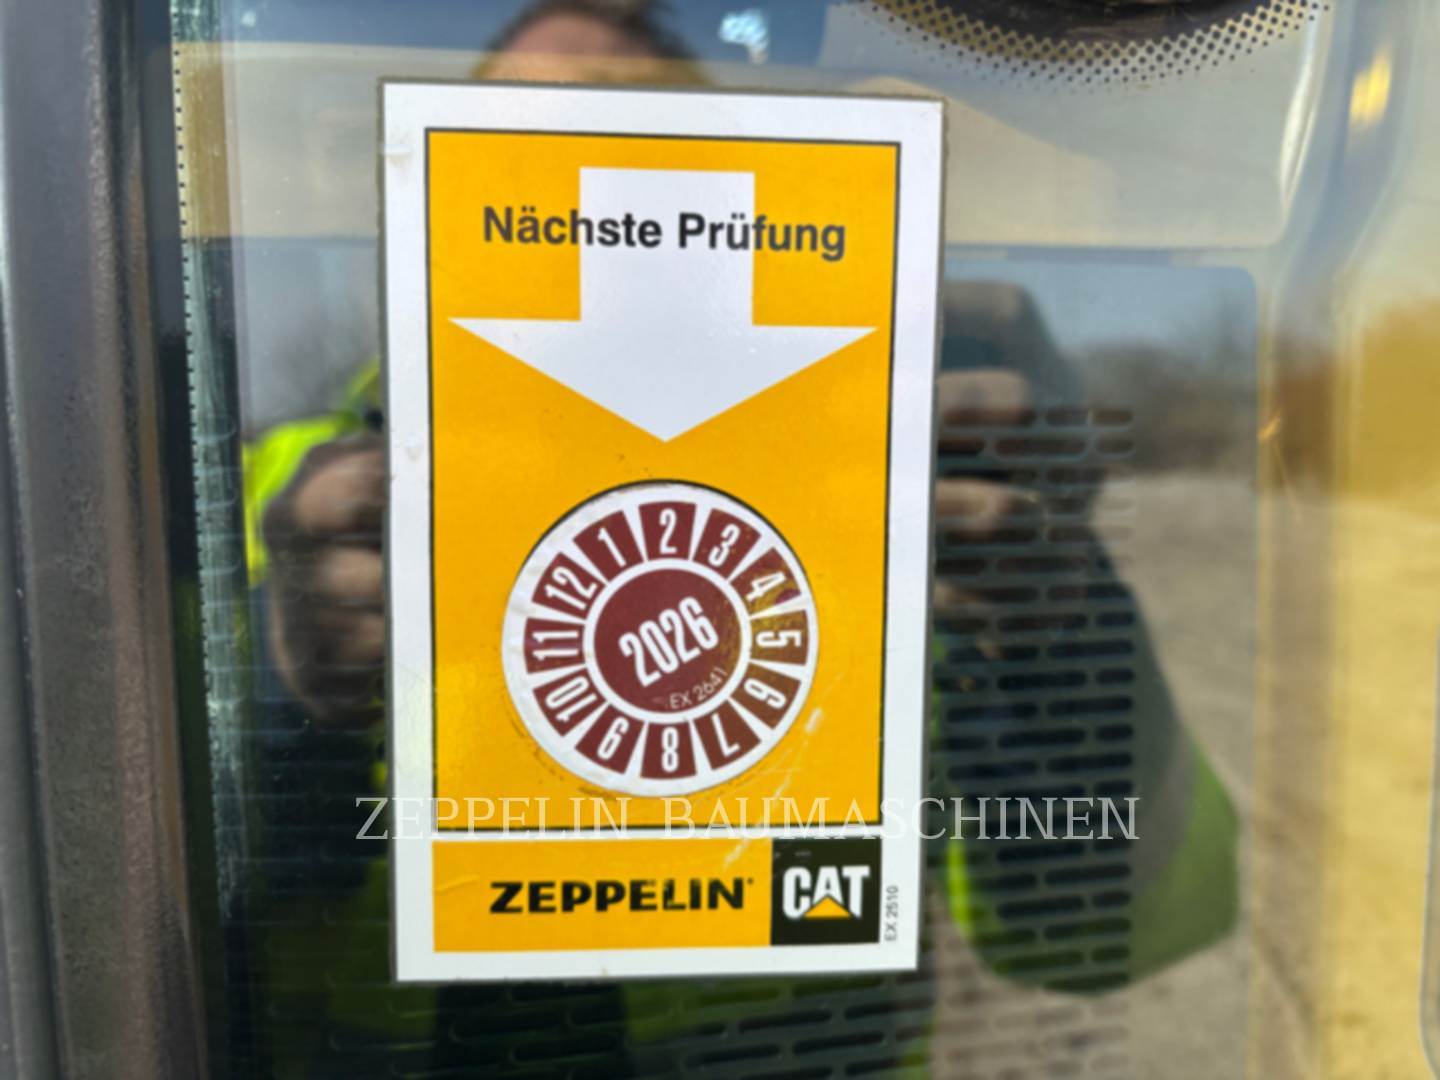 Nächste Prüfung
12 1 2 3 4 5 6 7 8 9 10 11
2026
EX 2641
ZEPPELIN BAUMASCHINEN
ZEPPELIN CAT
EX 2510